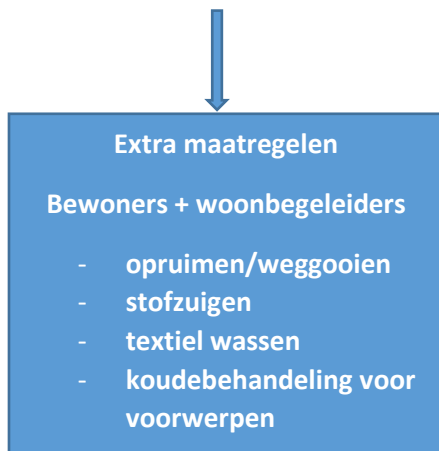 Extra maatregelen
Bewoners + woonbegeleiders
- opruimen/weggooien
- stofzuigen
- textiel wassen
- koudebehandeling voor
voorwerpen